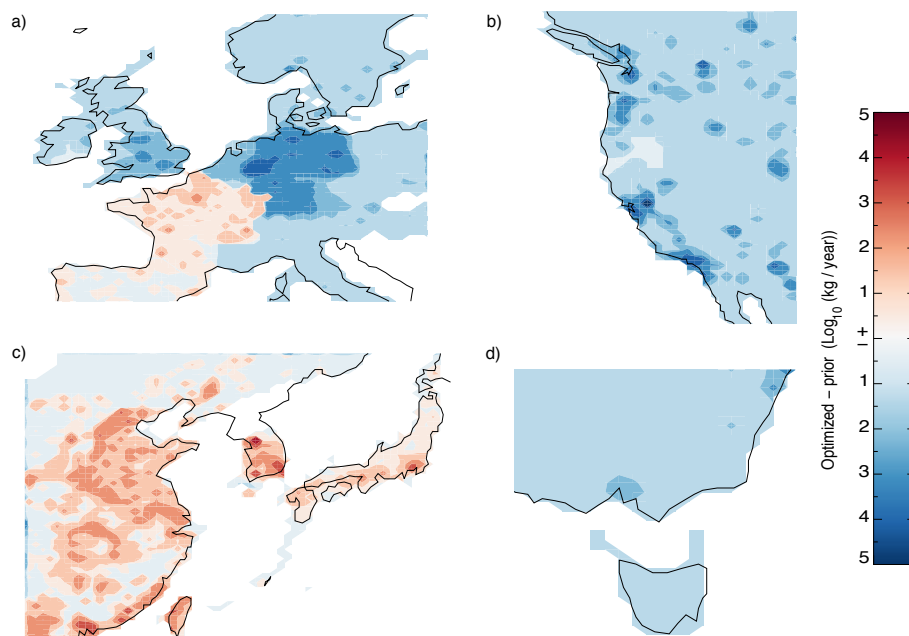 a)
b)
c)
d)
5
4
3
2
1
+
–
1
2
3
4
5
Optimized – prior (Log10 (kg / year))